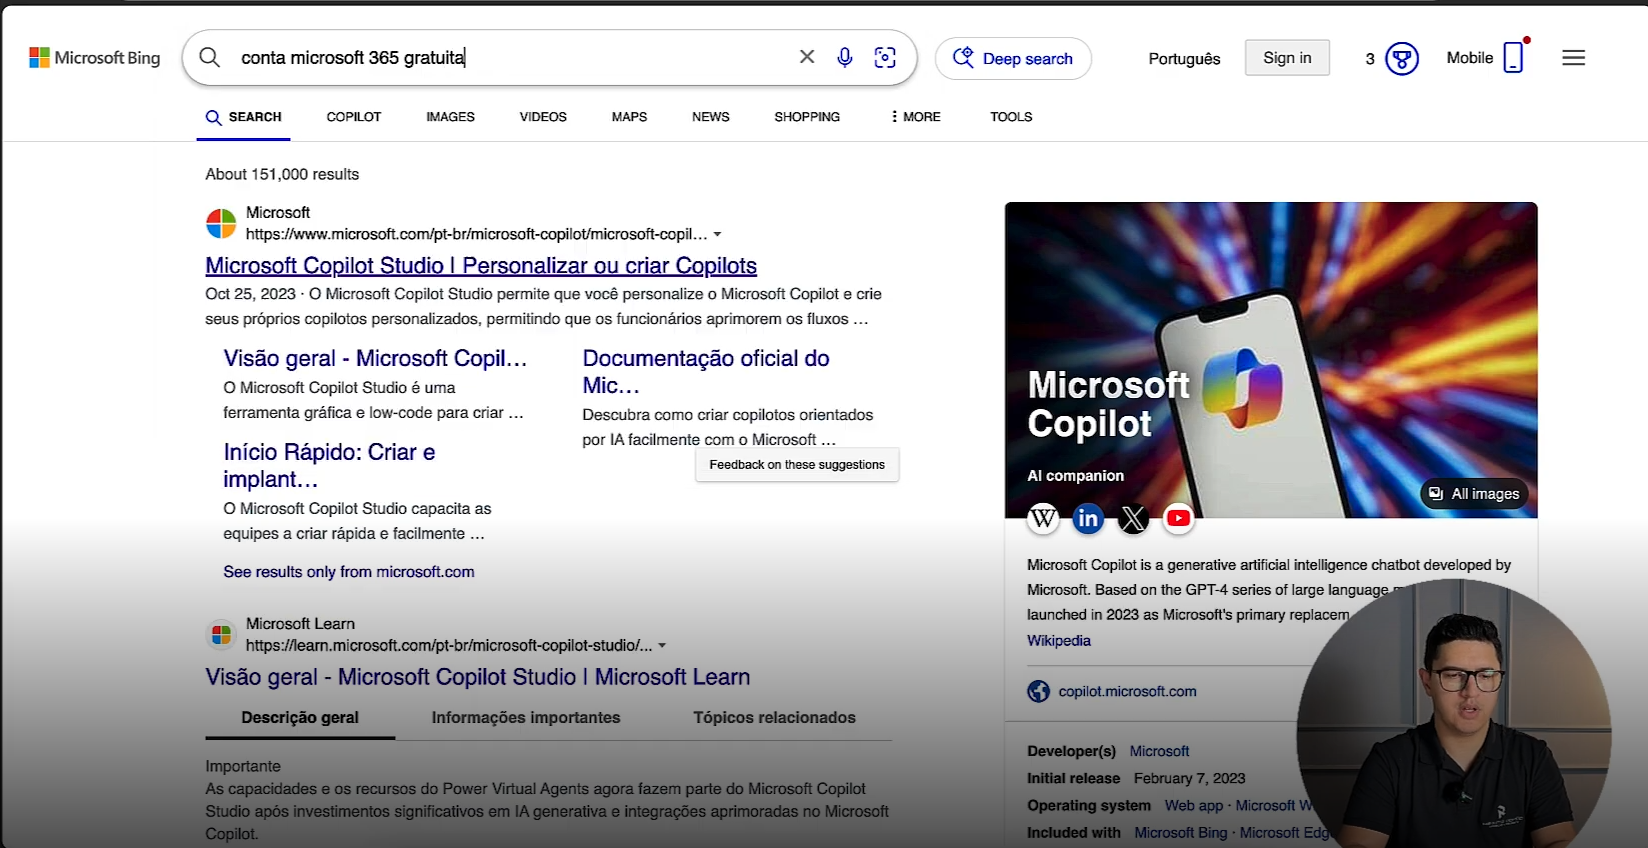 Microsoft Bing
conta microsoft 365 gratuita
Deep search
Português
Sign in
3
Mobile
SEARCH
COPILOT
IMAGES
VIDEOS
MAPS
NEWS
SHOPPING
MORE
TOOLS
About 151,000 results
Microsoft
https://www.microsoft.com/pt-br/microsoft-copilot/microsoft-copil...
Microsoft Copilot Studio | Personalizar ou criar Copilots
Oct 25, 2023 · O Microsoft Copilot Studio permite que você personalize o Microsoft Copilot e crie
seus próprios copilotos personalizados, permitindo que os funcionários aprimorem os fluxos ...
Visão geral - Microsoft Copil...
O Microsoft Copilot Studio é uma
ferramenta gráfica e low-code para criar ...
Documentação oficial do
Mic...
Descubra como criar copilotos orientados
por IA facilmente com o Microsoft ...
Início Rápido: Criar e
implant...
O Microsoft Copilot Studio capacita as
equipes a criar rápida e facilmente ...
Feedback on these suggestions
See results only from microsoft.com
Microsoft Learn
https://learn.microsoft.com/pt-br/microsoft-copilot-studio/...
Visão geral - Microsoft Copilot Studio | Microsoft Learn
Descrição geral
Informações importantes
Tópicos relacionados
Importante
As capacidades e os recursos do Power Virtual Agents agora fazem parte do Microsoft Copilot
Studio após investimentos significativos em IA generativa e integrações aprimoradas no Microsoft
Copilot.
Microsoft
Copilot
AI companion
All images
W
in
X
Microsoft Copilot is a generative artificial intelligence chatbot developed by
Microsoft. Based on the GPT-4 series of large language
launched in 2023 as Microsoft's primary replacem
Wikipedia
copilot.microsoft.com
Developer(s) Microsoft
Initial release February 7, 2023
Operating system Web app · Microsoft W
Included with Microsoft Bing · Microsoft Edg